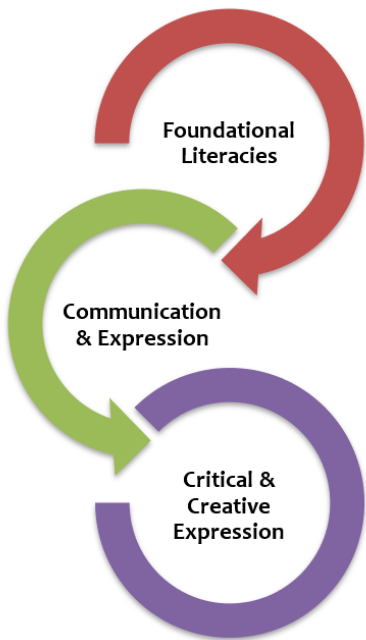 Foundational
Literacies
Communication
& Expression
Critical &
Creative
Expression